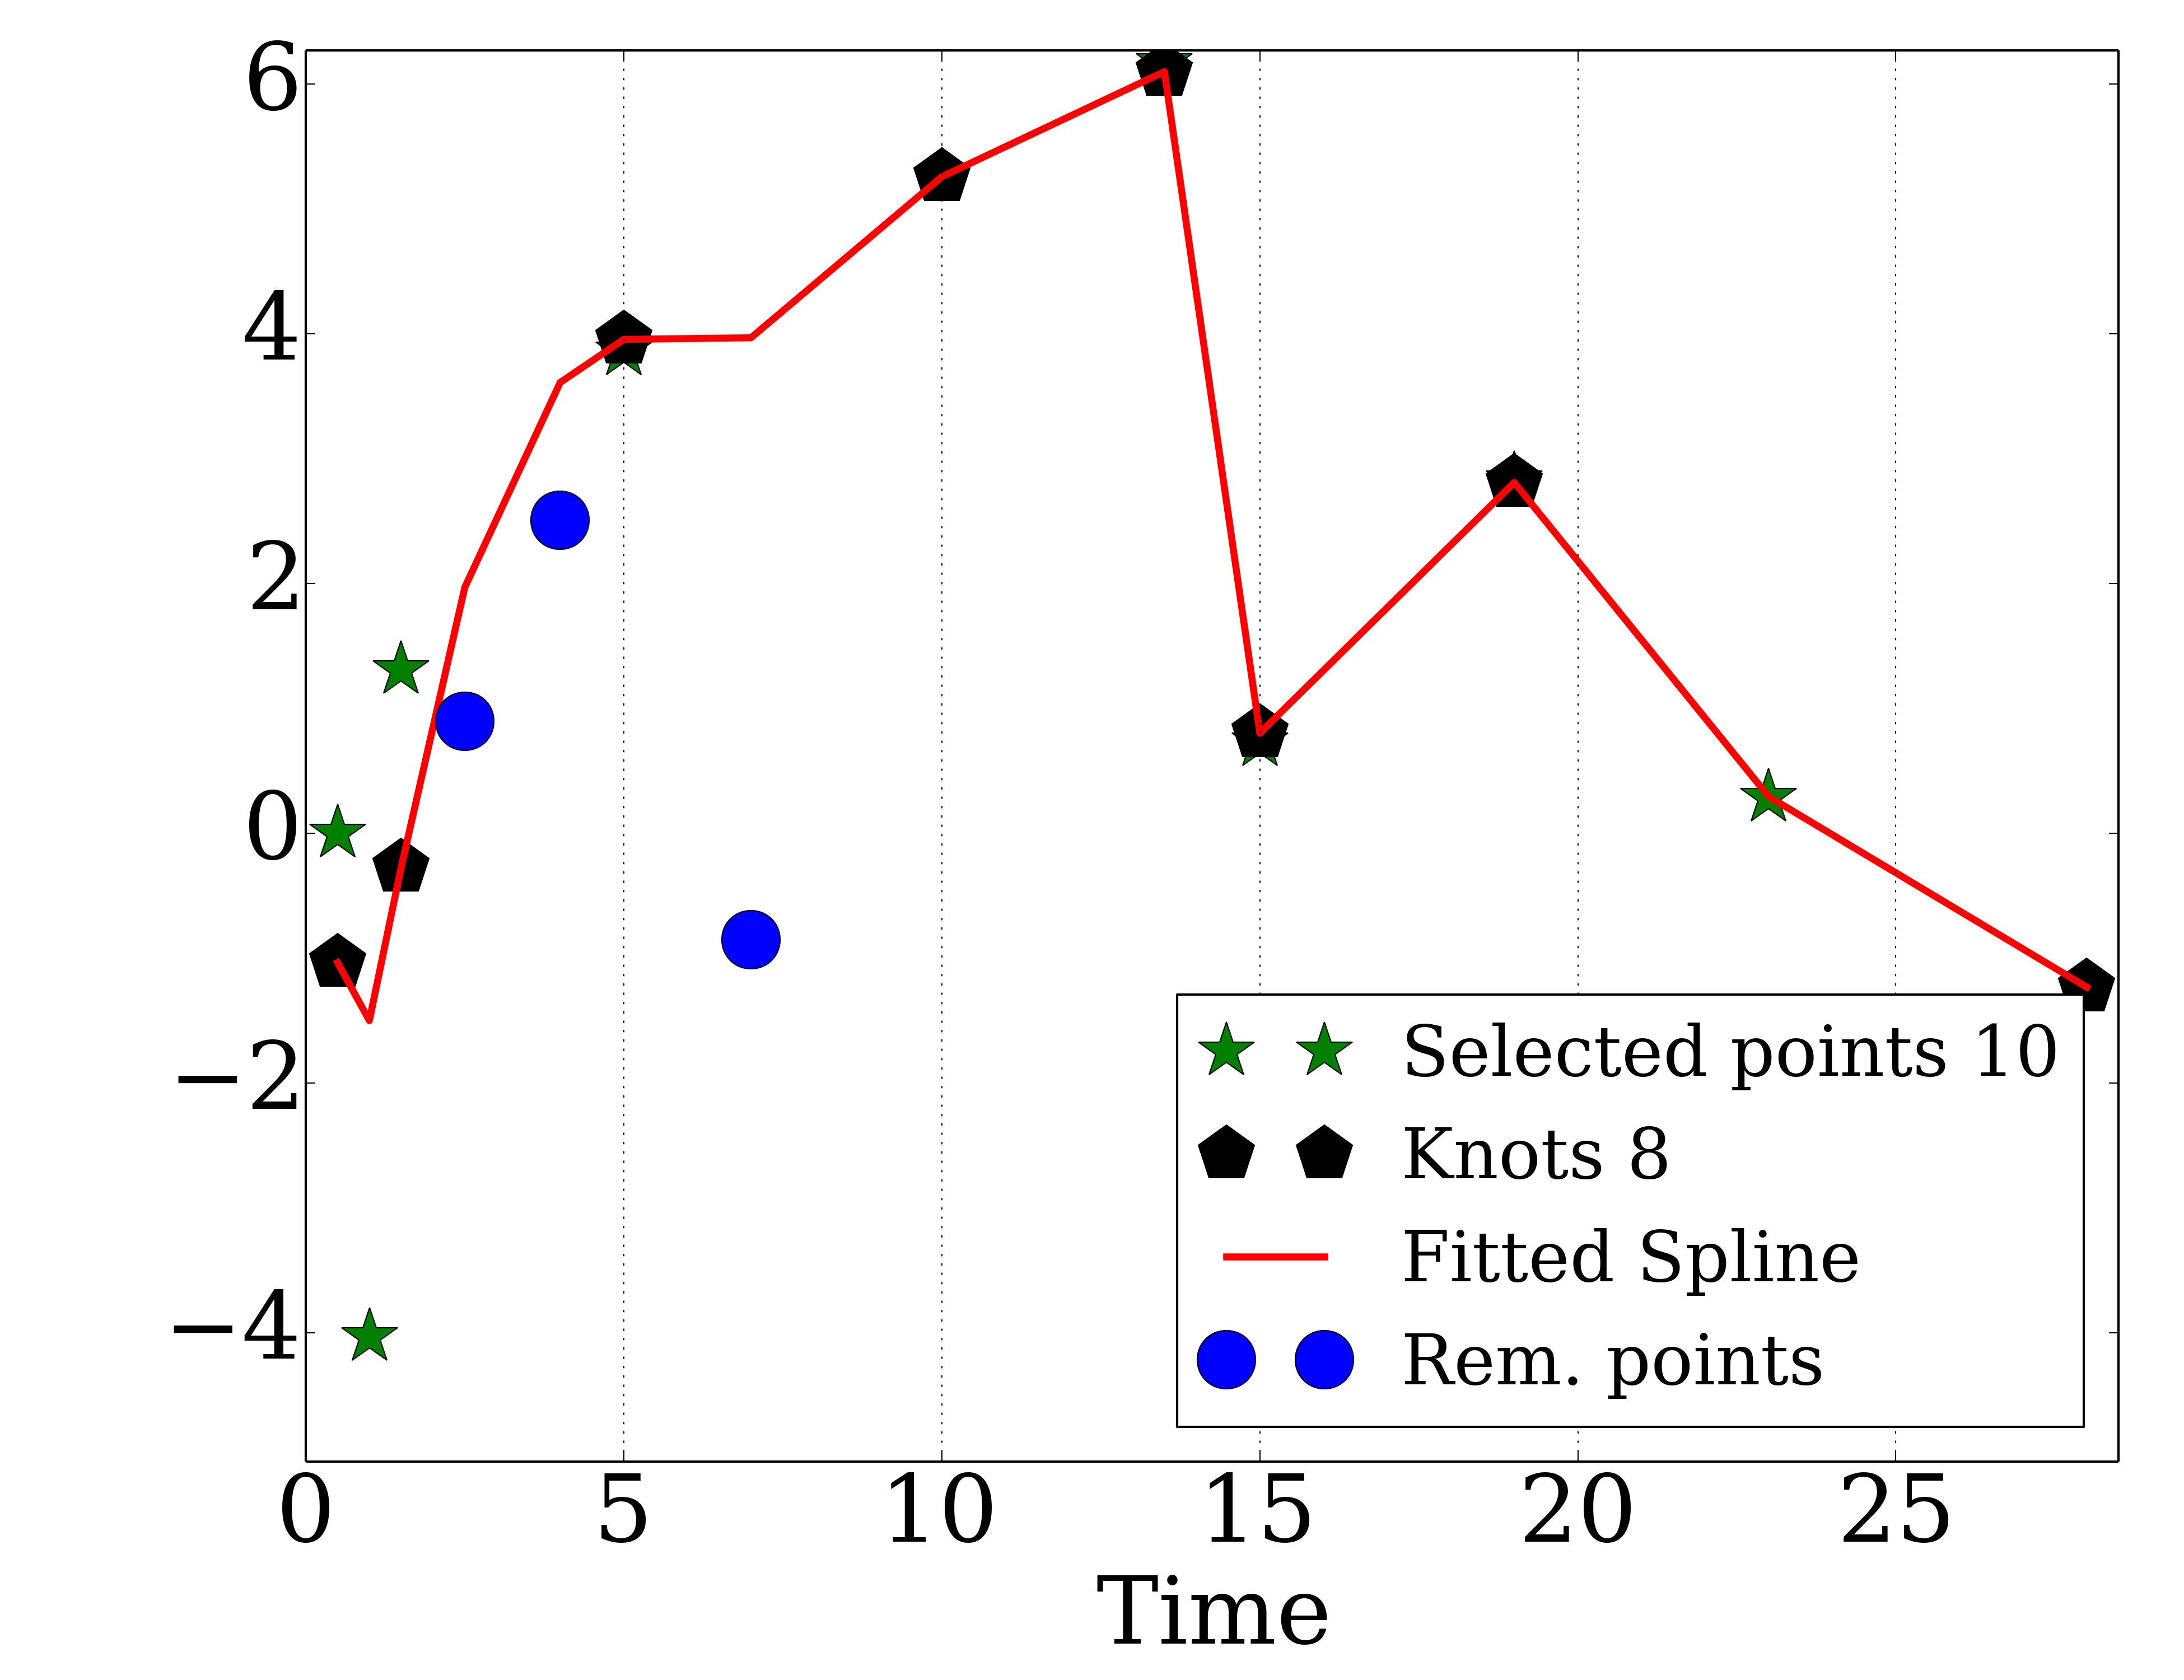 6
4
2
0
−2
−4
0 5 10 15 20 25
Time
Selected points 10
Knots 8
Fitted Spline
Rem. points